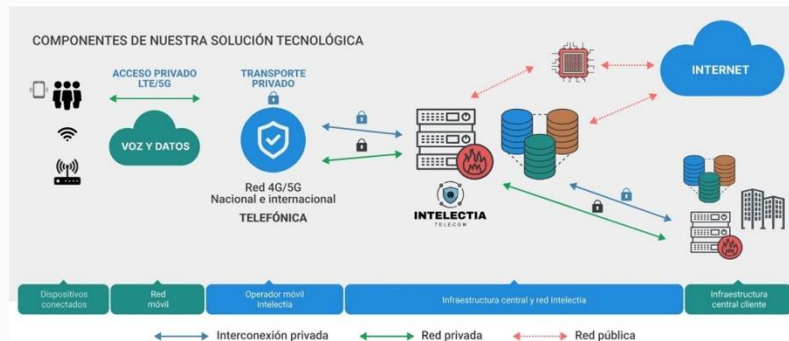 COMPONENTES DE NUESTRA SOLUCIÓN TECNOLÓGICA
ACCESO PRIVADO
LTE/5G
VOZ Y DATOS
TRANSPORTE
PRIVADO
Red 4G/5G
Nacional e internacional
TELEFÓNICA
INTELECTIA
TELECOM
INTERNET
Dispositivos
conectados
Red
móvil
Operador móvil
Intelectia
Infraestructura central y red Intelectia
Infraestructura
central cliente
Interconexión privada
Red privada
Red pública